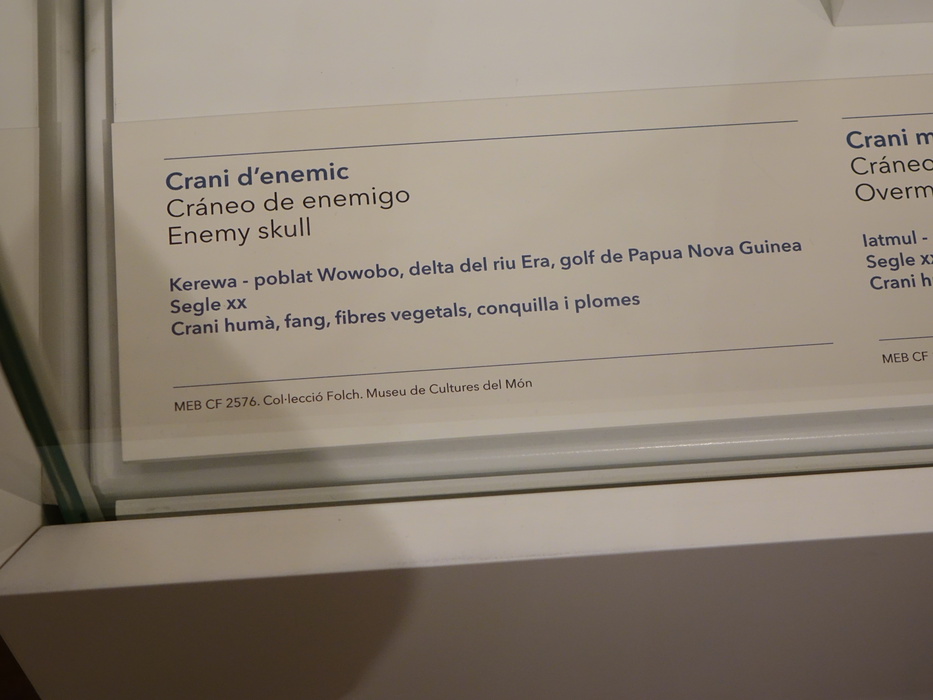 Crani d’enemic
Cráneo de enemigo
Enemy skull
Kerewa - poblat Wowobo, delta del riu Era, golf de Papua Nova Guinea
Segle XX
Crani humà, fang, fibres vegetals, conquilla i plomes
MEB CF 2576. Col·lecció Folch. Museu de Cultures del Món
Crani
Cráneo
Iatmul -
Segle
Crani
MEB CF